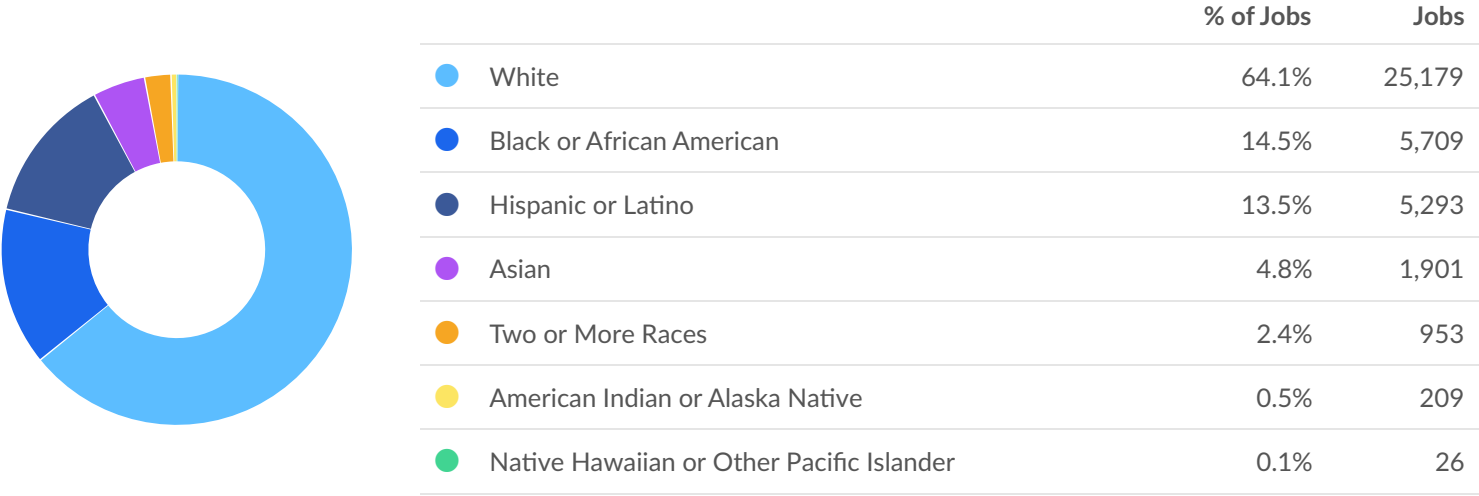 % of Jobs Jobs
White 64.1% 25,179
Black or African American 14.5% 5,709
Hispanic or Latino 13.5% 5,293
Asian 4.8% 1,901
Two or More Races 2.4% 953
American Indian or Alaska Native 0.5% 209
Native Hawaiian or Other Pacific Islander 0.1% 26